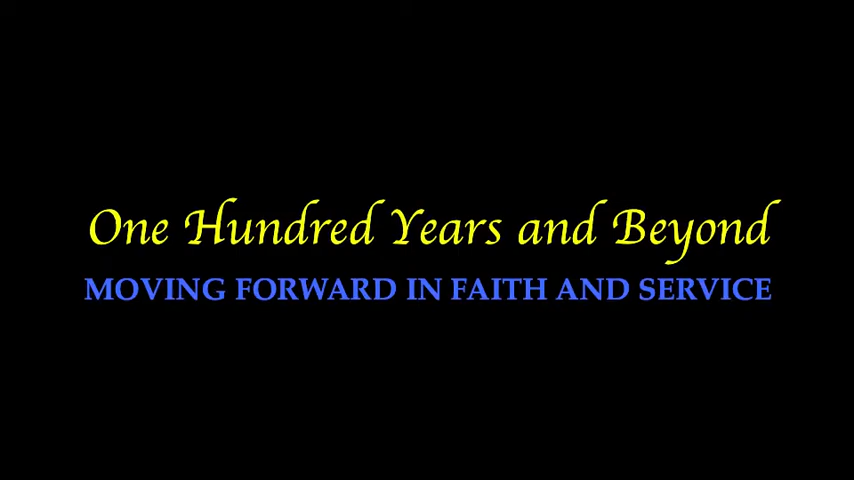 One Hundred Years and Beyond
MOVING FORWARD IN FAITH AND SERVICE